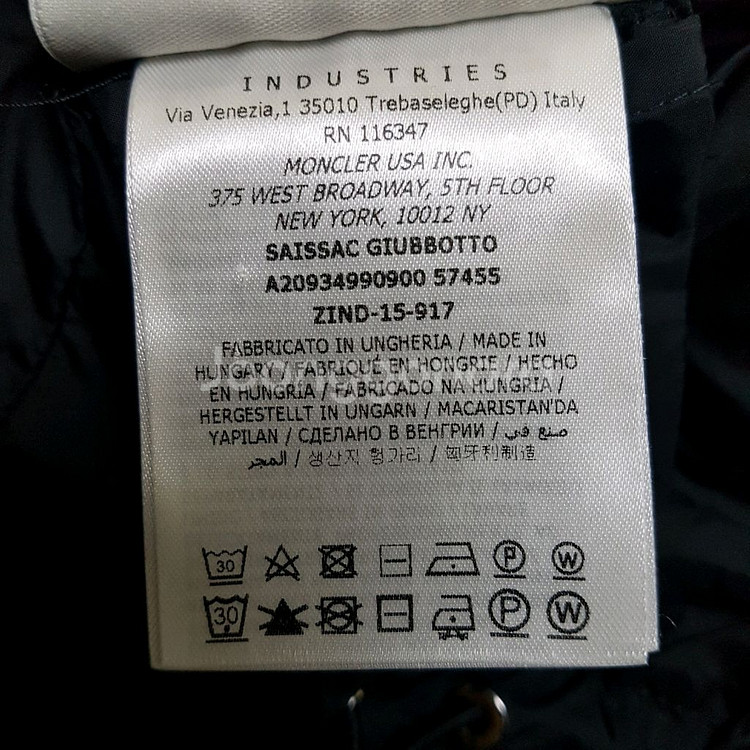 INDUSTRIES
Via Venezia,1 35010 Trebaseleghe(PD) Italy
RN 116347
MONCLER USA INC.
375 WEST BROADWAY, 5TH FLOOR
NEW YORK, 10012 NY
SAISSAC GIUBBOTTO
A20934990900 57455
ZIND-15-917
FABBRICATO IN UNGHERIA / MADE IN
HUNGARY / FABRIQUÉ EN HONGRIE / HECHO
EN HUNGRIA / FABRICADO NA HUNGRIA /
HERGESTELLT IN UNGARN / MACARISTAN'DA
YAPILAN / СДЕЛАНО В ВЕНГРИИ / صنع في
المجر / 생산지 헝가리 / 匈牙利制造
30 P W
30 P W